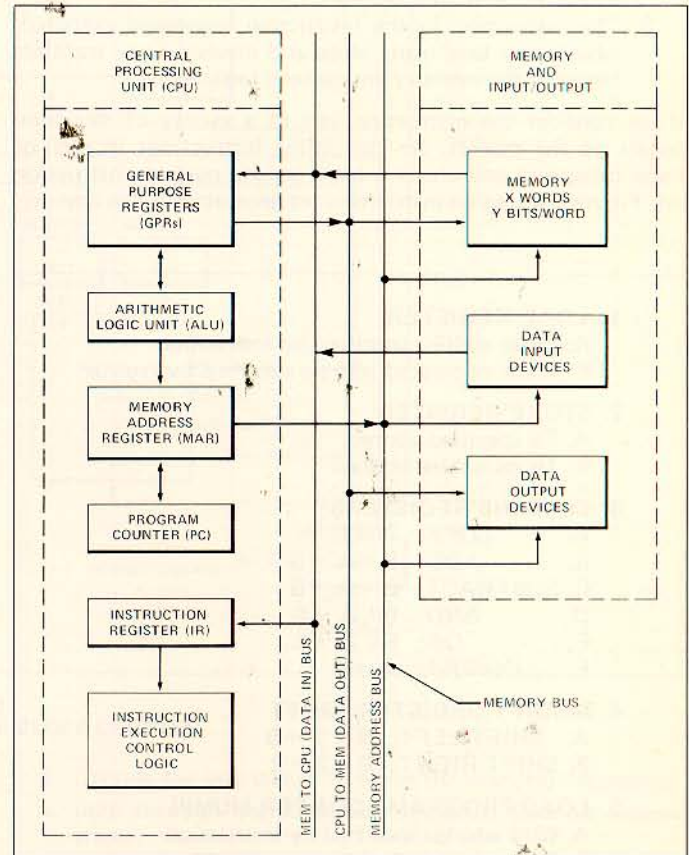 CENTRAL
PROCESSING
UNIT (CPU)
MEMORY
AND
INPUT/OUTPUT
GENERAL
PURPOSE
REGISTERS
(GPRs)
MEMORY
X WORDS
Y BITS/WORD
ARITHMETIC
LOGIC UNIT (ALU)
DATA
INPUT
DEVICES
MEMORY
ADDRESS
REGISTER (MAR)
DATA
OUTPUT
DEVICES
PROGRAM
COUNTER (PC)
INSTRUCTION
REGISTER (IR)
INSTRUCTION
EXECUTION
CONTROL
LOGIC
MEM TO CPU (DATA IN) BUS
CPU TO MEM (DATA OUT) BUS
MEMORY ADDRESS BUS
MEMORY BUS